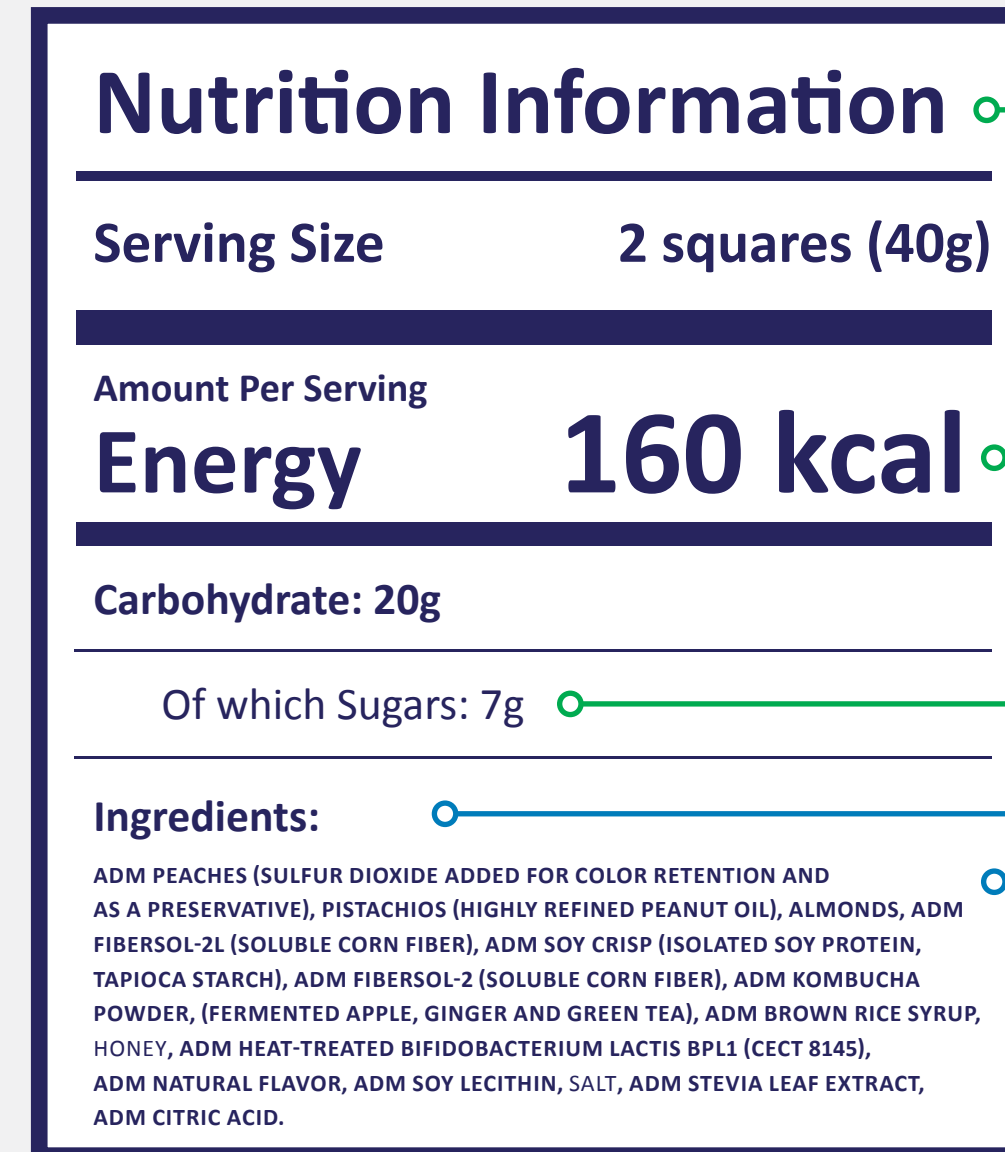 Nutrition Information
Serving Size 2 squares (40g)
Amount Per Serving
Energy 160 kcal
Carbohydrate: 20g
Of which Sugars: 7g
Ingredients:
ADM PEACHES (SULFUR DIOXIDE ADDED FOR COLOR RETENTION AND
AS A PRESERVATIVE), PISTACHIOS (HIGHLY REFINED PEANUT OIL), ALMONDS, ADM
FIBERSOL-2L (SOLUBLE CORN FIBER), ADM SOY CRISP (ISOLATED SOY PROTEIN,
TAPIOCA STARCH), ADM FIBERSOL-2 (SOLUBLE CORN FIBER), ADM KOMBUCHA
POWDER, (FERMENTED APPLE, GINGER AND GREEN TEA), ADM BROWN RICE SYRUP,
HONEY, ADM HEAT-TREATED BIFIDOBACTERIUM LACTIS BPL1 (CECT 8145),
ADM NATURAL FLAVOR, ADM SOY LECITHIN, SALT, ADM STEVIA LEAF EXTRACT,
ADM CITRIC ACID.